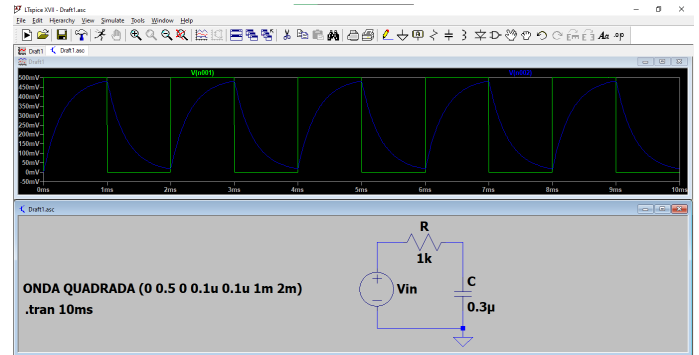 LTspice XVII - Draft1.asc
File Edit Hierarchy View Simulate Tools Window Help
Draft1 Draft1.asc
Draft1
V(n001) V(n002)
500mV
450mV
400mV
350mV
300mV
250mV
200mV
150mV
100mV
50mV
0mV
-50mV
0ms 1ms 2ms 3ms 4ms 5ms 6ms 7ms 8ms 9ms 10ms
Draft1.asc
R
1k
ONDA QUADRADA (0 0.5 0 0.1u 0.1u 1m 2m)
Vin
C
.tran 10ms
0.3µ